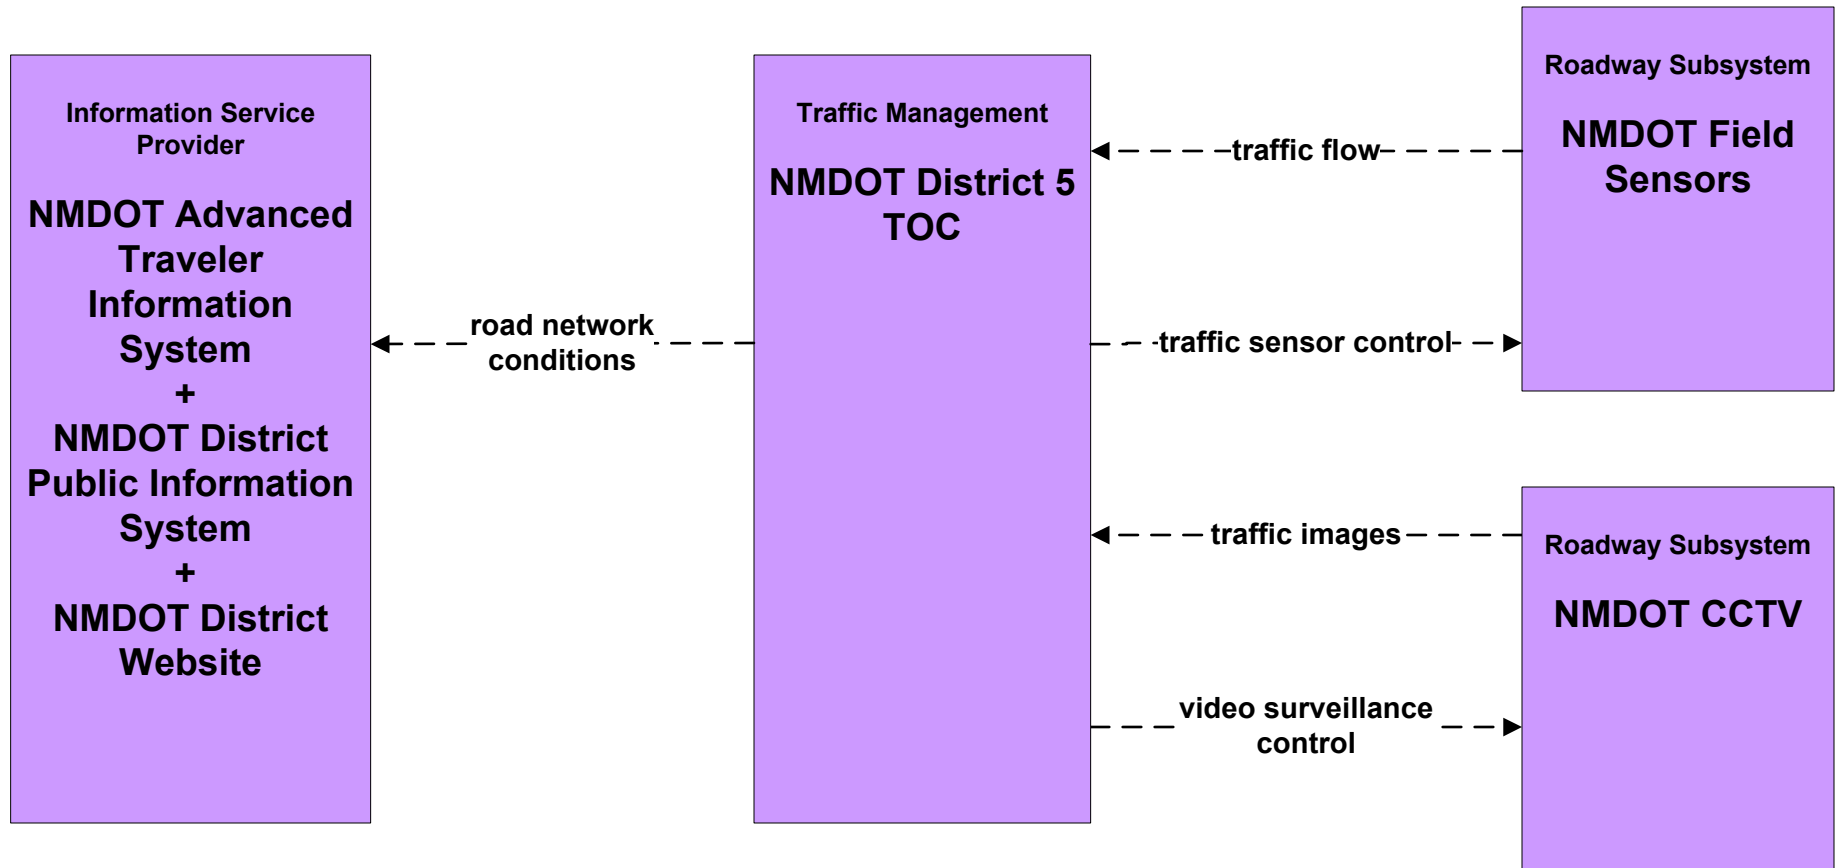 Information Service
Provider
NMDOT Advanced
Traveler
Information
System
+
NMDOT District
Public Information
System
+
NMDOT District
Website
road network
conditions
Traffic Management
NMDOT District 5
TOC
traffic flow
traffic sensor control
traffic images
video surveillance
control
Roadway Subsystem
NMDOT Field
Sensors
Roadway Subsystem
NMDOT CCTV